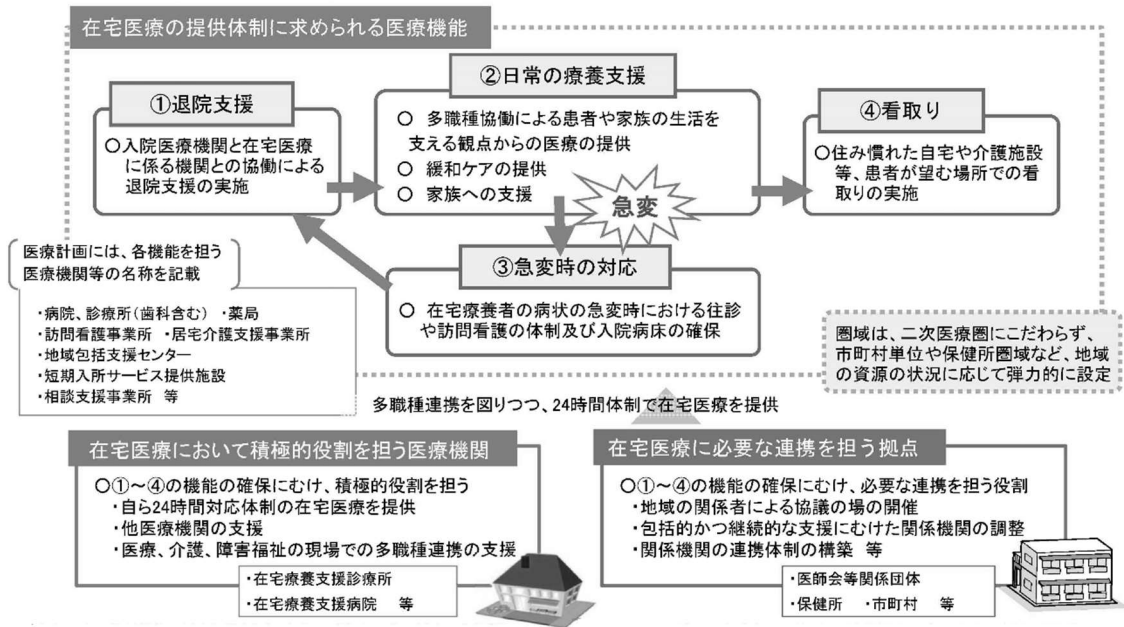 在宅医療の提供体制に求められる医療機能
②日常の療養支援
①退院支援
④看取り
○入院医療機関と在宅医療
に係る機関との協働による
退院支援の実施
○ 多職種協働による患者や家族の生活を
支える観点からの医療の提供
○ 緩和ケアの提供
○ 家族への支援
急変
○住み慣れた自宅や介護施設
等、患者が望む場所での看
取りの実施
③急変時の対応
○ 在宅療養者の病状の急変時における往診
や訪問看護の体制及び入院病床の確保
医療計画には、各機能を担う
医療機関等の名称を記載
・病院、診療所(歯科含む) ・薬局
・訪問看護事業所 ・居宅介護支援事業所
・地域包括支援センター
・短期入所サービス提供施設
・相談支援事業所 等
圏域は、二次医療圏にこだわらず、
市町村単位や保健所圏域など、地域
の資源の状況に応じて弾力的に設定
多職種連携を図りつつ、24時間体制で在宅医療を提供
在宅医療において積極的役割を担う医療機関
○①~④の機能の確保にむけ、積極的役割を担う
・自ら24時間対応体制の在宅医療を提供
・他医療機関の支援
・医療、介護、障害福祉の現場での多職種連携の支援
・在宅療養支援診療所
・在宅療養支援病院 等
在宅医療に必要な連携を担う拠点
○①~④の機能の確保にむけ、必要な連携を担う役割
・地域の関係者による協議の場の開催
・包括的かつ継続的な支援にむけた関係機関の調整
・関係機関の連携体制の構築 等
・医師会等関係団体
・保健所 ・市町村 等